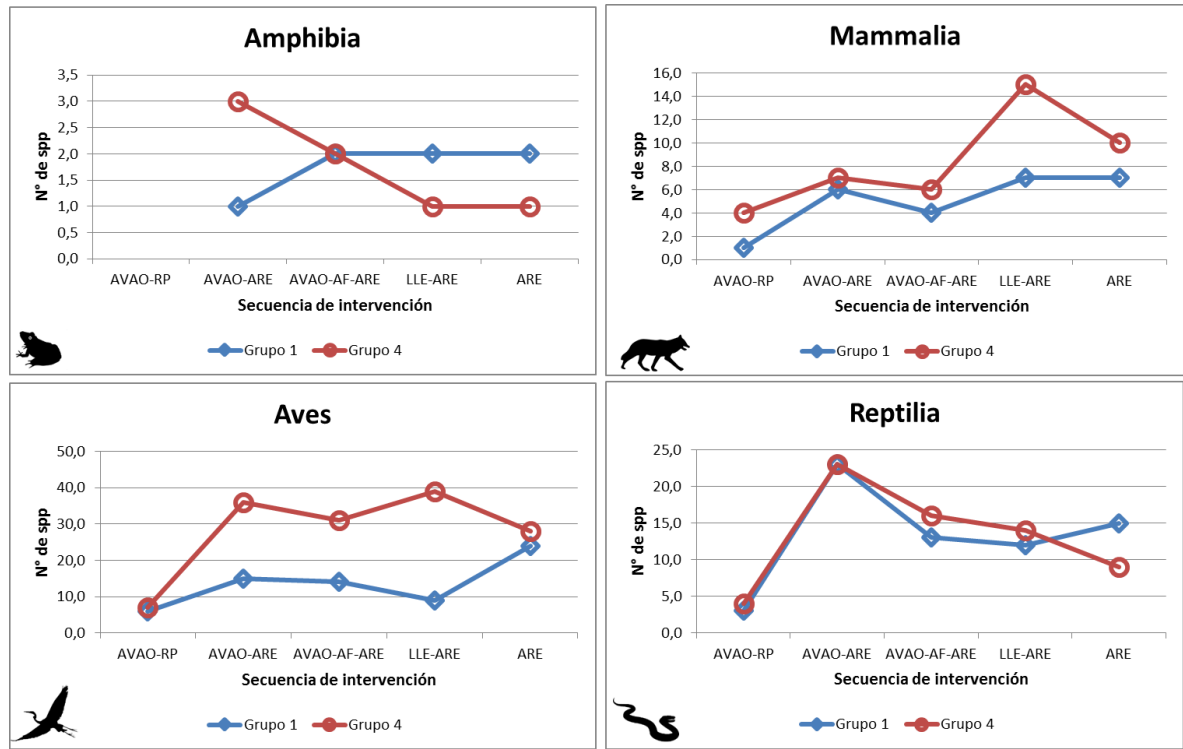 Amphibia
3,5
3,0
2,5
2,0
1,5
1,0
0,5
0,0
N° de spp
AVAO-RP AVAO-ARE AVAO-AF-ARE LLE-ARE ARE
Secuencia de intervención
Grupo 1 Grupo 4
Mammalia
16,0
14,0
12,0
10,0
8,0
6,0
4,0
2,0
0,0
N° de spp
AVAO-RP AVAO-ARE AVAO-AF-ARE LLE-ARE ARE
Secuencia de intervención
Grupo 1 Grupo 4
Aves
50,0
40,0
30,0
20,0
10,0
0,0
N° de spp
AVAO-RP AVAO-ARE AVAO-AF-ARE LLE-ARE ARE
Secuencia de intervención
Grupo 1 Grupo 4
Reptilia
25,0
20,0
15,0
10,0
5,0
0,0
N° de spp
AVAO-RP AVAO-ARE AVAO-AF-ARE LLE-ARE ARE
Secuencia de intervención
Grupo 1 Grupo 4